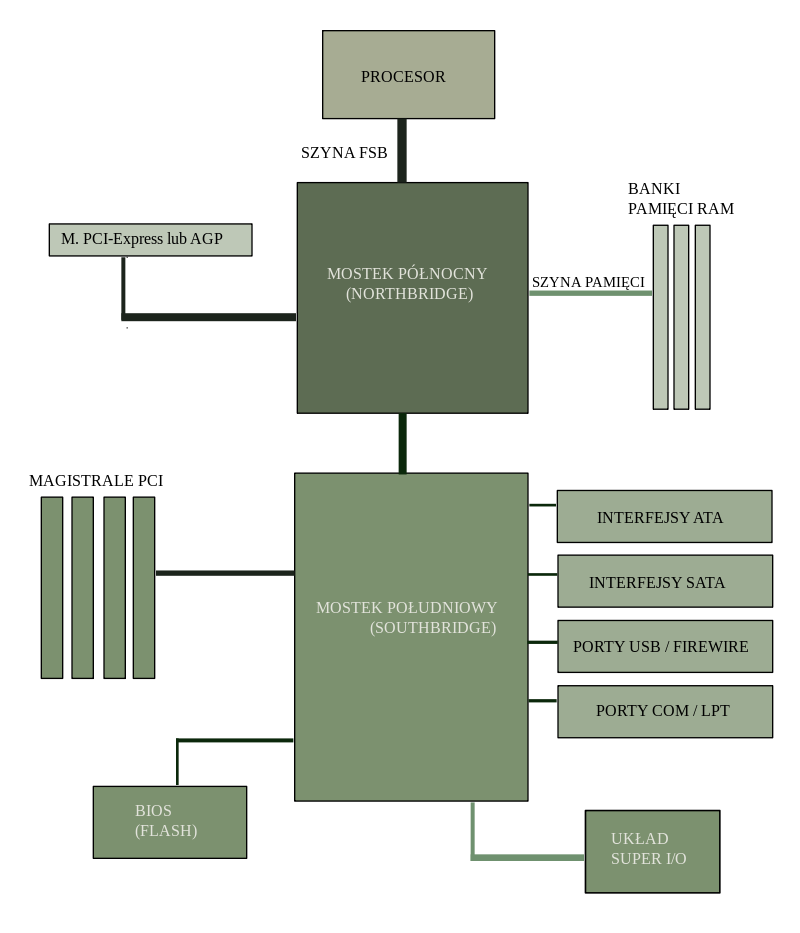 PROCESOR
SZYNA FSB
BANKI
PAMIĘCI RAM
M. PCI-Express lub AGP
MOSTEK PÓŁNOCNY
(NORTHBRIDGE)
SZYNA PAMIĘCI
MAGISTRALE PCI
INTERFEJSY ATA
INTERFEJSY SATA
MOSTEK POŁUDNIOWY
(SOUTHBRIDGE)
PORTY USB / FIREWIRE
PORTY COM / LPT
BIOS
(FLASH)
UKŁAD
SUPER I/O